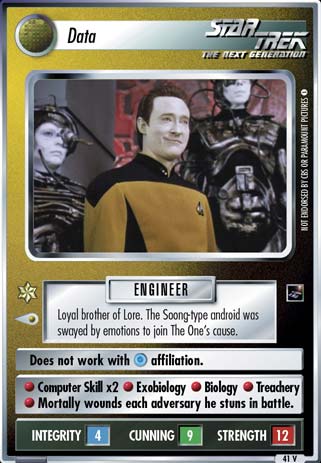 Data
STAR TREK
THE NEXT GENERATION
NOT ENDORSED BY CBS OR PARAMOUNT PICTURES
ENGINEER
Loyal brother of Lore. The Soong-type android was
swayed by emotions to join The One's cause.
Does not work with affiliation.
• Computer Skill x2 • Exobiology • Biology • Treachery
• Mortally wounds each adversary he stuns in battle.
INTEGRITY 4 CUNNING 9 STRENGTH 12
41 V